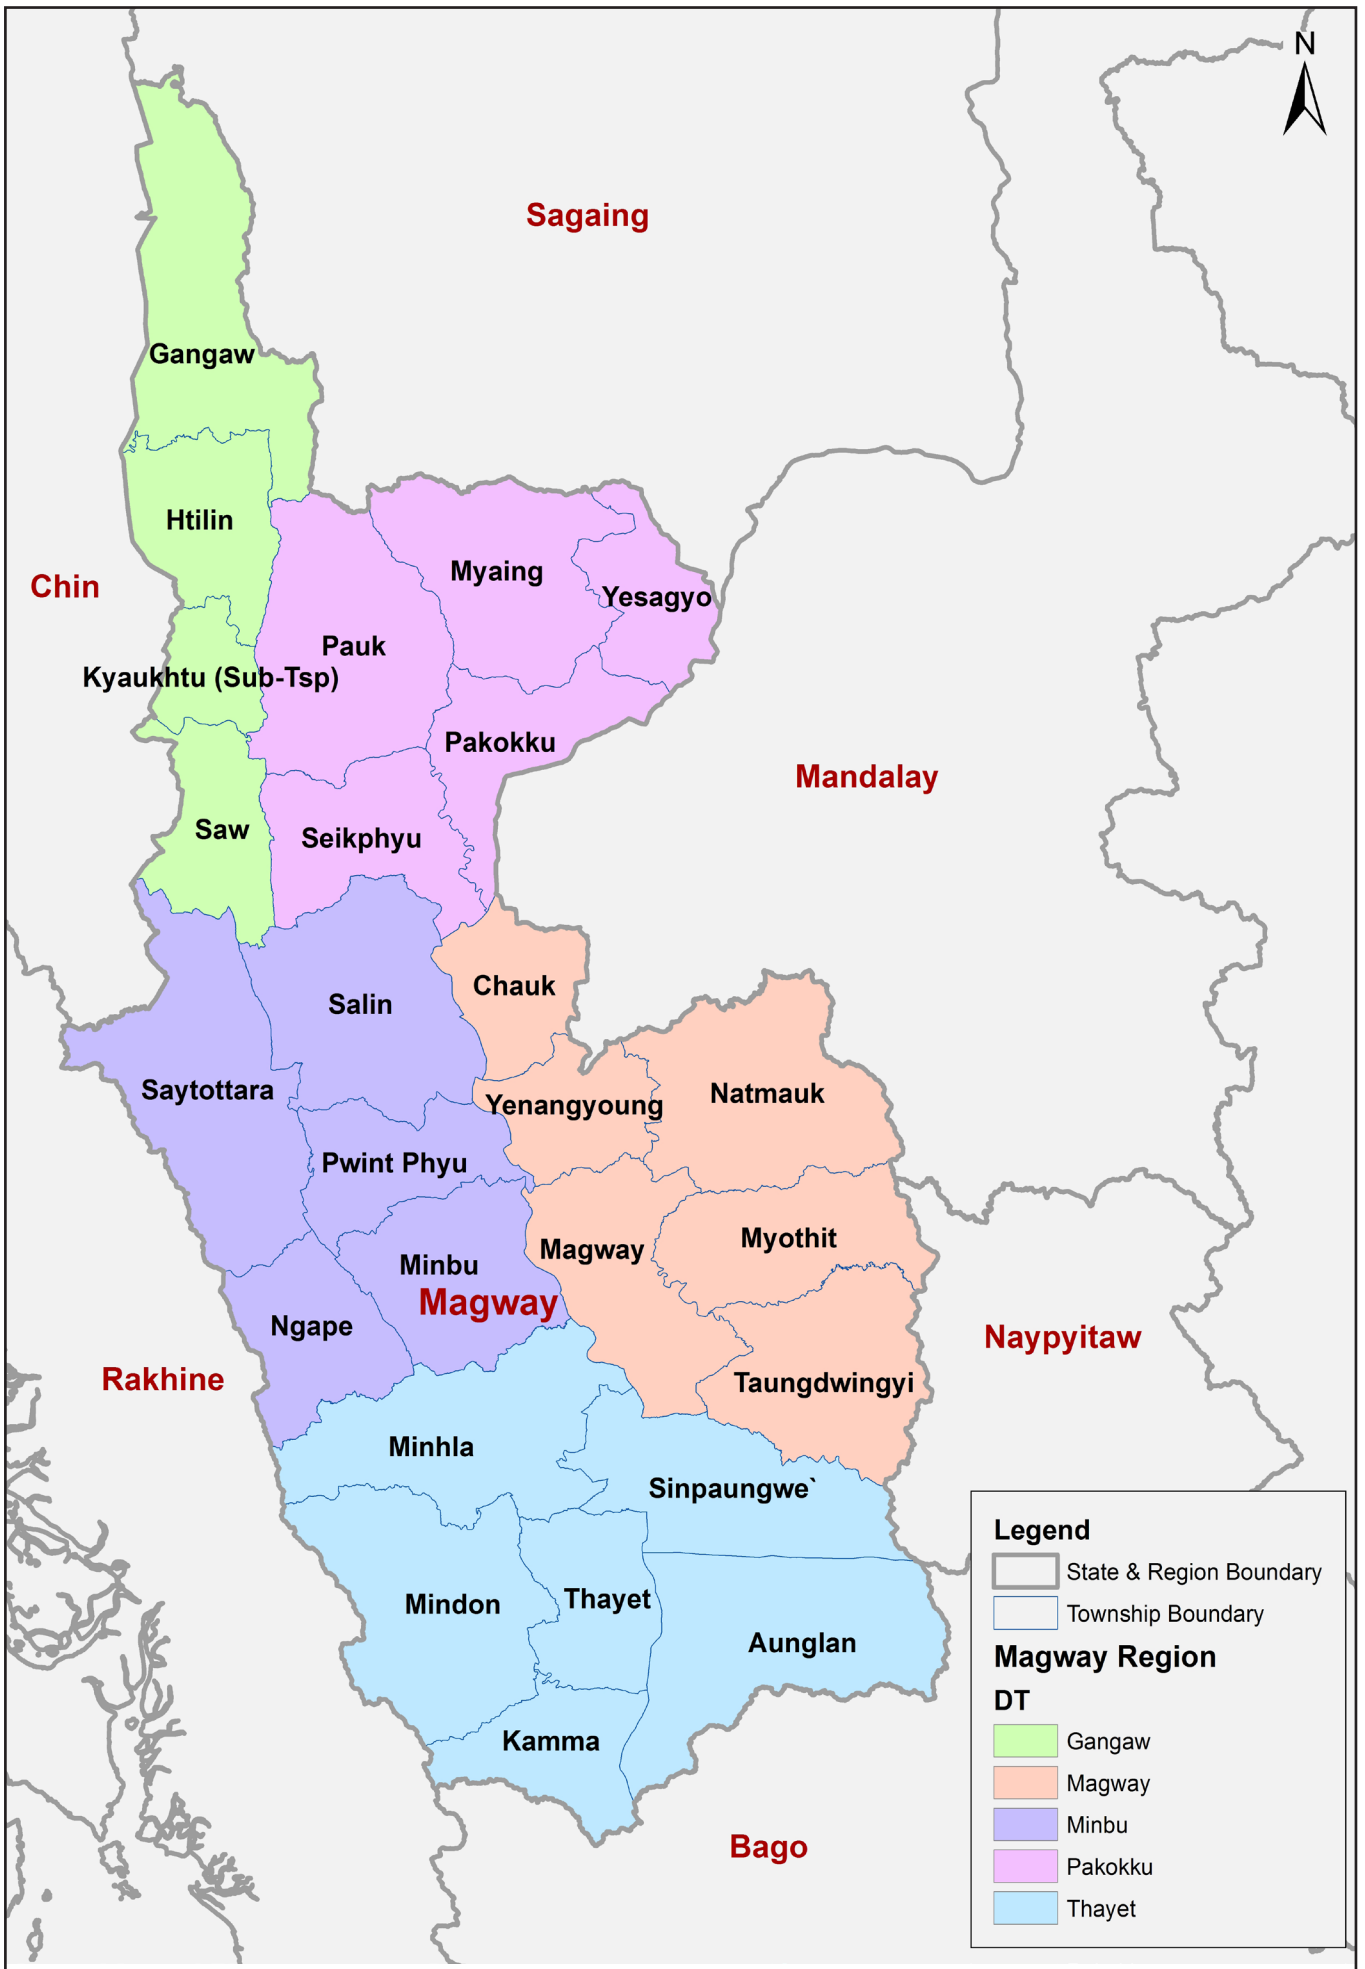 N
Sagaing
Gangaw
Htilin
Myaing
Chin
Yesagyo
Pauk
Kyaukhtu (Sub-Tsp)
Pakokku
Mandalay
Saw
Seikphyu
Chauk
Salin
Saytottara
Natmauk
Yenangyoung
Pwint Phyu
Myothit
Magway
Minbu
Magway
Ngape
Naypyitaw
Rakhine
Taungdwingyi
Minhla
Sinpaungwe`
Thayet
Mindon
Aunglan
Kamma
Bago
Legend
State & Region Boundary
Township Boundary
Magway Region
DT
Gangaw
Magway
Minbu
Pakokku
Thayet